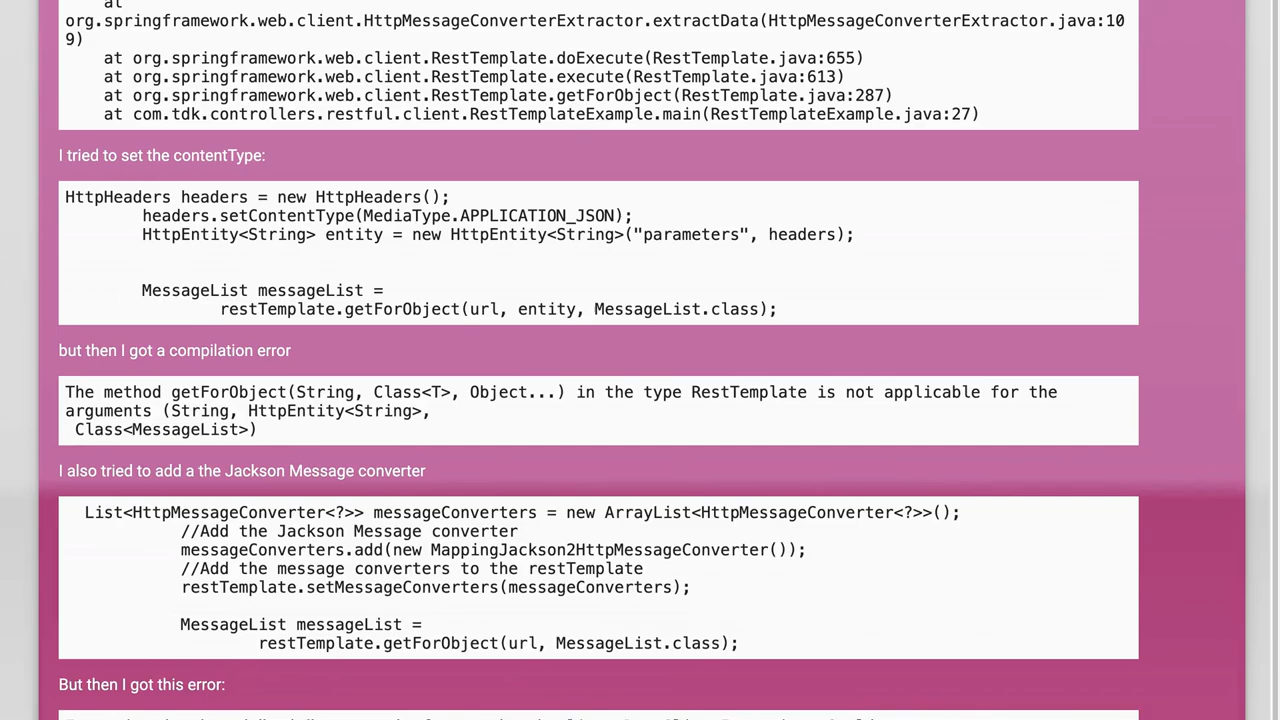 at
org.springframework.web.client.HttpMessageConverterExtractor.extractData(HttpMessageConverterExtractor.java:10
9)
at org.springframework.web.client.RestTemplate.doExecute(RestTemplate.java:655)
at org.springframework.web.client.RestTemplate.execute(RestTemplate.java:613)
at org.springframework.web.client.RestTemplate.getForObject(RestTemplate.java:287)
at com.tdk.controllers.restful.client.RestTemplateExample.main(RestTemplateExample.java:27)
I tried to set the contentType:
HttpHeaders headers = new HttpHeaders();
headers.setContentType(MediaType.APPLICATION_JSON);
HttpEntity<String> entity = new HttpEntity<String>("parameters", headers);
MessageList messageList =
restTemplate.getForObject(url, entity, MessageList.class);
but then I got a compilation error
The method getForObject(String, Class<T>, Object...) in the type RestTemplate is not applicable for the
arguments (String, HttpEntity<String>,
Class<MessageList>)
I also tried to add a the Jackson Message converter
List<HttpMessageConverter<?>> messageConverters = new ArrayList<HttpMessageConverter<?>>();
//Add the Jackson Message converter
messageConverters.add(new MappingJackson2HttpMessageConverter());
//Add the message converters to the restTemplate
restTemplate.setMessageConverters(messageConverters);
MessageList messageList =
restTemplate.getForObject(url, MessageList.class);
But then I got this error: